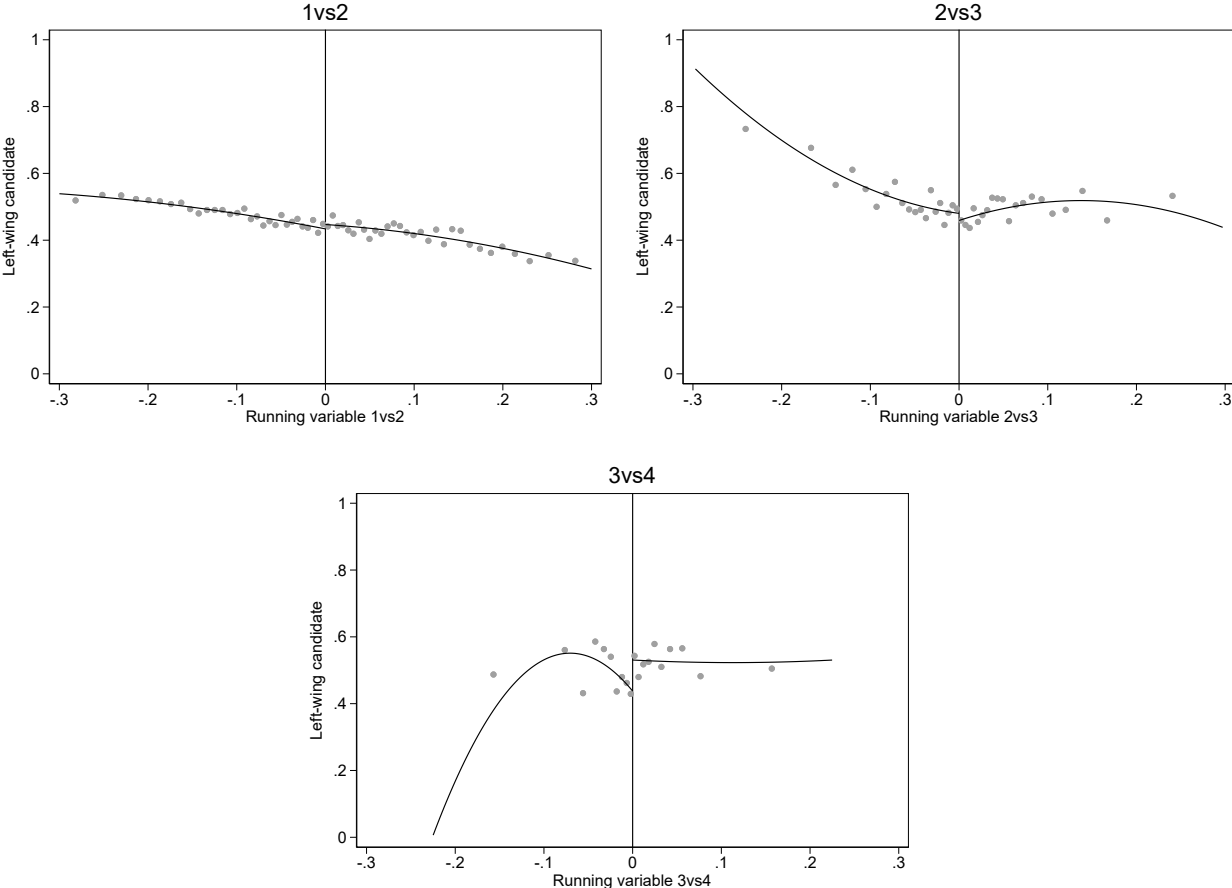 1vs2
Left-wing candidate
1
.8
.6
.4
.2
0
-.3 -.2 -.1 0 .1 .2 .3
Running variable 1vs2
2vs3
Left-wing candidate
1
.8
.6
.4
.2
0
-.3 -.2 -.1 0 .1 .2 .3
Running variable 2vs3
3vs4
Left-wing candidate
1
.8
.6
.4
.2
0
-.3 -.2 -.1 0 .1 .2 .3
Running variable 3vs4